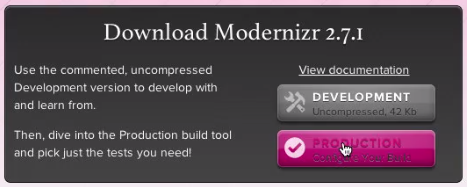 Download Modernizr 2.7.1
Use the commented, uncompressed
Development version to develop with
and learn from.
Then, dive into the Production build tool
and pick just the tests you need!
View documentation
DEVELOPMENT
Uncompressed, 42 Kb
PRODUCTION
Configure Your Build